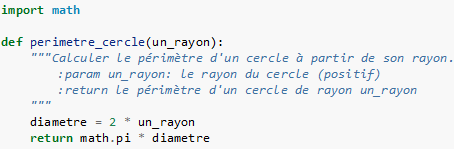 import math
def perimetre_cercle(un_rayon):
"""Calculer le périmètre d'un cercle à partir de son rayon.
:param un_rayon: le rayon du cercle (positif)
:return le périmètre d'un cercle de rayon un_rayon
"""
diametre = 2 * un_rayon
return math.pi * diametre